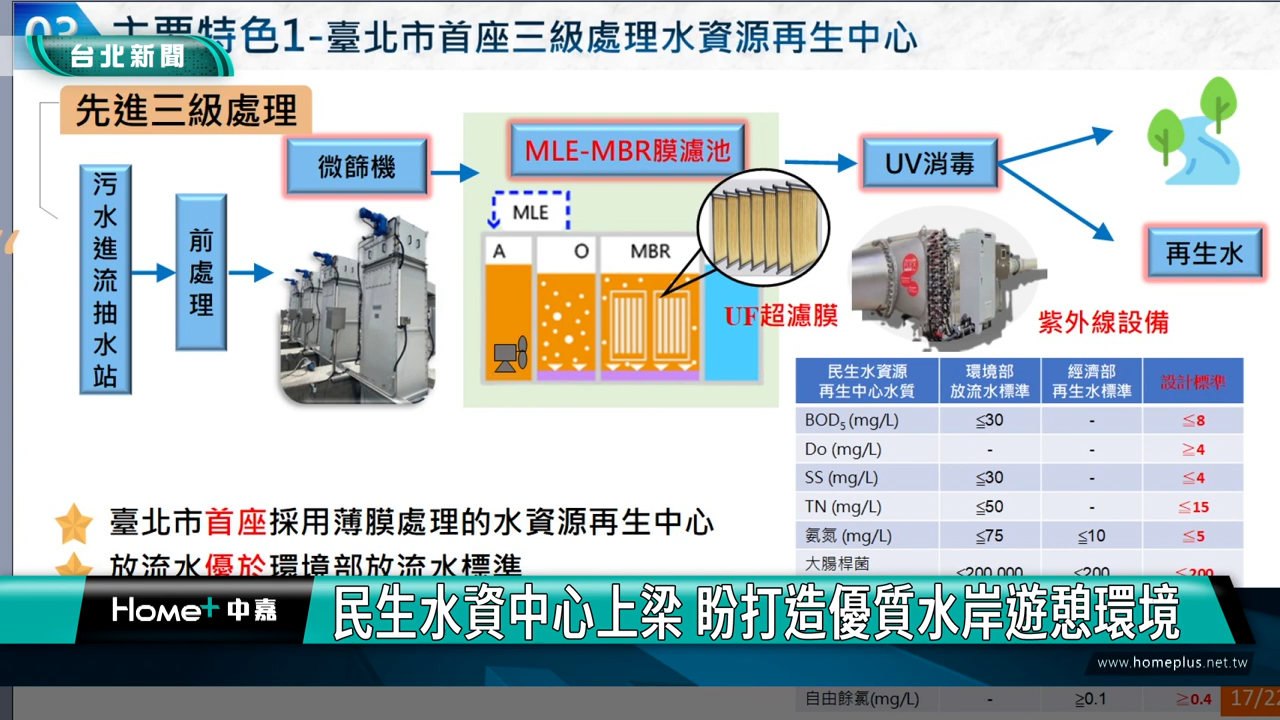 03 主要特色1-臺北市首座三級處理水資源再生中心
台北新聞
先進三級處理
污水進流抽水站
前處理
微篩機
MLE-MBR膜濾池
MLE
A O MBR
UF超濾膜
UV消毒
再生水
紫外線設備
民生水資源再生中心水質 環境部放流水標準 經濟部再生水標準 設計標準
BOD5 (mg/L) ≦30 - ≦8
Do (mg/L) - - ≧4
SS (mg/L) ≦30 - ≦4
TN (mg/L) ≦50 - ≦15
氨氮 (mg/L) ≦75 ≦10 ≦5
大腸桿菌 ≦200,000 ≦200 ≦200
臺北市首座採用薄膜處理的水資源再生中心
放流水優於環境部放流水標準
Home+中嘉
民生水資中心上梁 盼打造優質水岸遊憩環境
www.homeplus.net.tw
自由餘氯(mg/L) - ≧0.1 ≧0.4
17/22